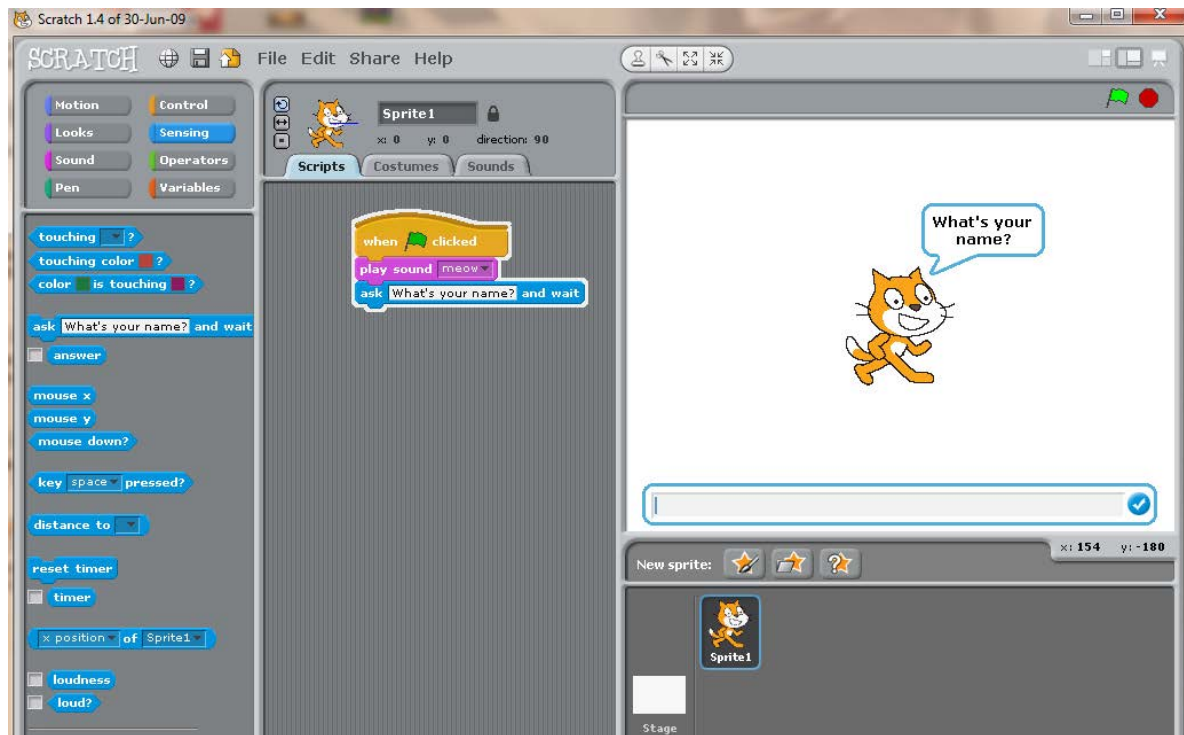 Scratch 1.4 of 30-Jun-09
SCRATCH File Edit Share Help
Motion Control
Looks Sensing
Sound Operators
Pen Variables
touching ?
touching color ?
color is touching ?
ask What's your name? and wait
answer
mouse x
mouse y
mouse down?
key space pressed?
distance to
reset timer
timer
x position of Sprite1
loudness
loud?
Sprite1
x: 0 y: 0 direction: 90
Scripts Costumes Sounds
when clicked
play sound meow
ask What's your name? and wait
What's your
name?
x: 154 y: -180
New sprite:
Sprite1
Stage